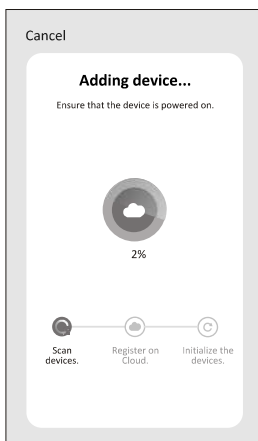 Cancel
Adding device...
Ensure that the device is powered on.
2%
Scan
devices.
Register on
Cloud.
Initialize the
devices.